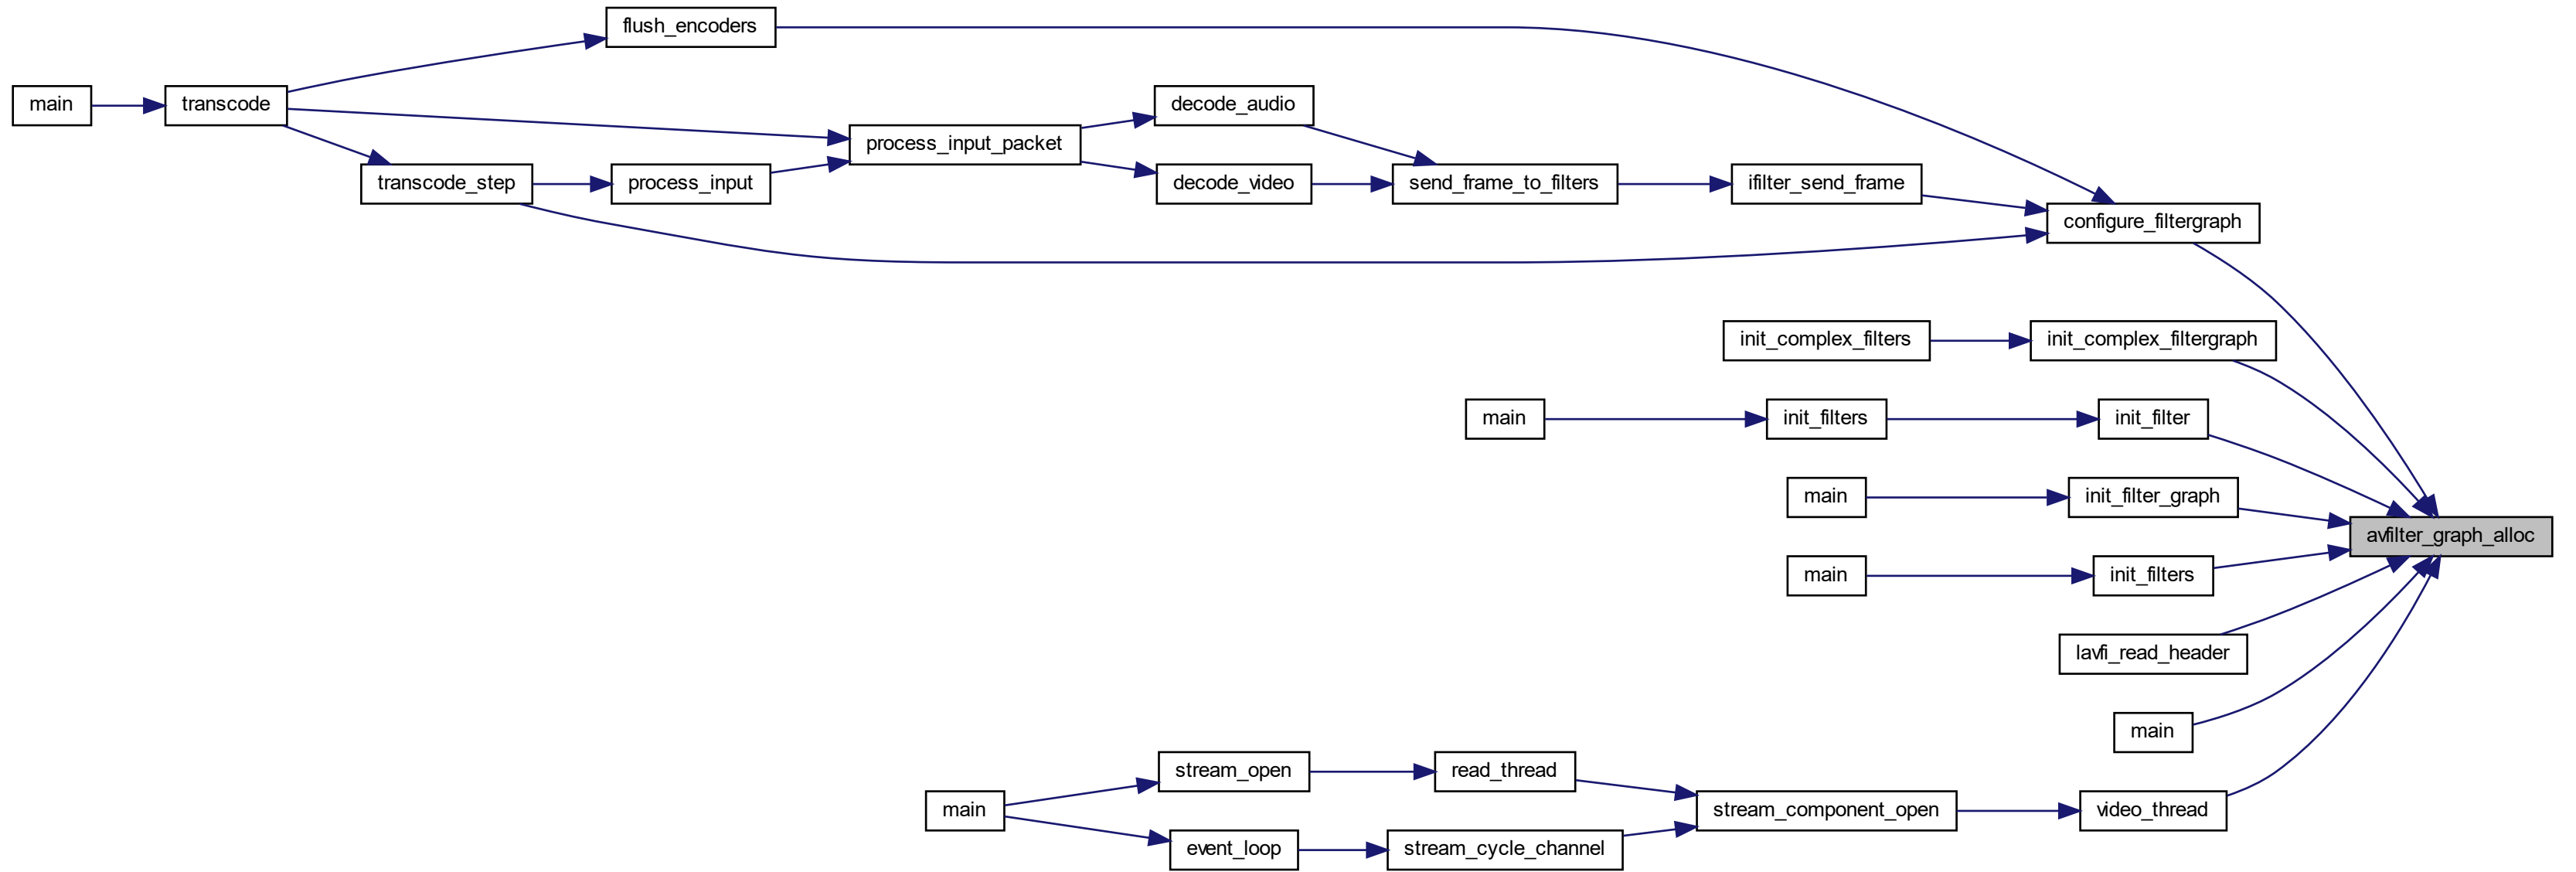 flush_encoders
main
transcode
decode_audio
process_input_packet
transcode_step
process_input
decode_video
send_frame_to_filters
ifilter_send_frame
configure_filtergraph
init_complex_filters
init_complex_filtergraph
main
init_filters
init_filter
main
init_filter_graph
avfilter_graph_alloc
main
init_filters
lavfi_read_header
main
stream_open
read_thread
main
stream_component_open
video_thread
event_loop
stream_cycle_channel